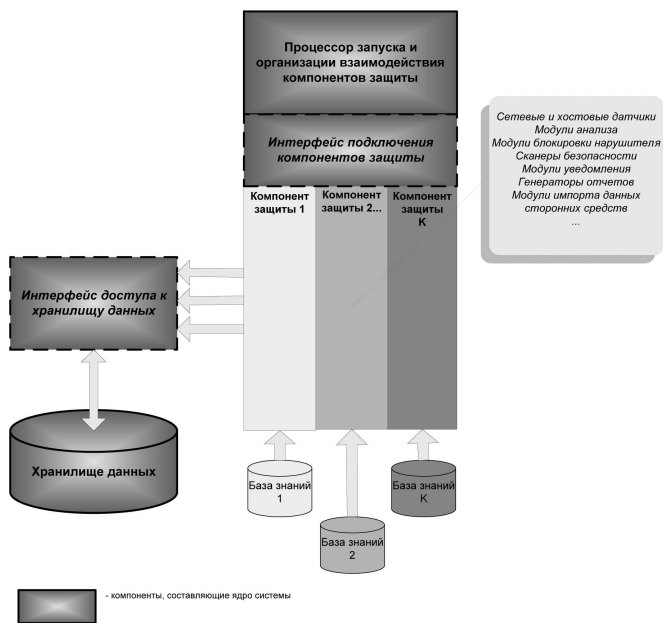 Процессор запуска и
организации взаимодействия
компонентов защиты
Интерфейс подключения
компонентов защиты
Сетевые и хостовые датчики
Модули анализа
Модули блокировки нарушителя
Сканеры безопасности
Модули уведомления
Генераторы отчетов
Модули импорта данных
сторонних средств
...
Компонент
защиты 1
Компонент
защиты 2...
Компонент
защиты
K
Интерфейс доступа к
хранилищу данных
Хранилище данных
База знаний
1
База знаний
2
База знаний
K
- компоненты, составляющие ядро системы